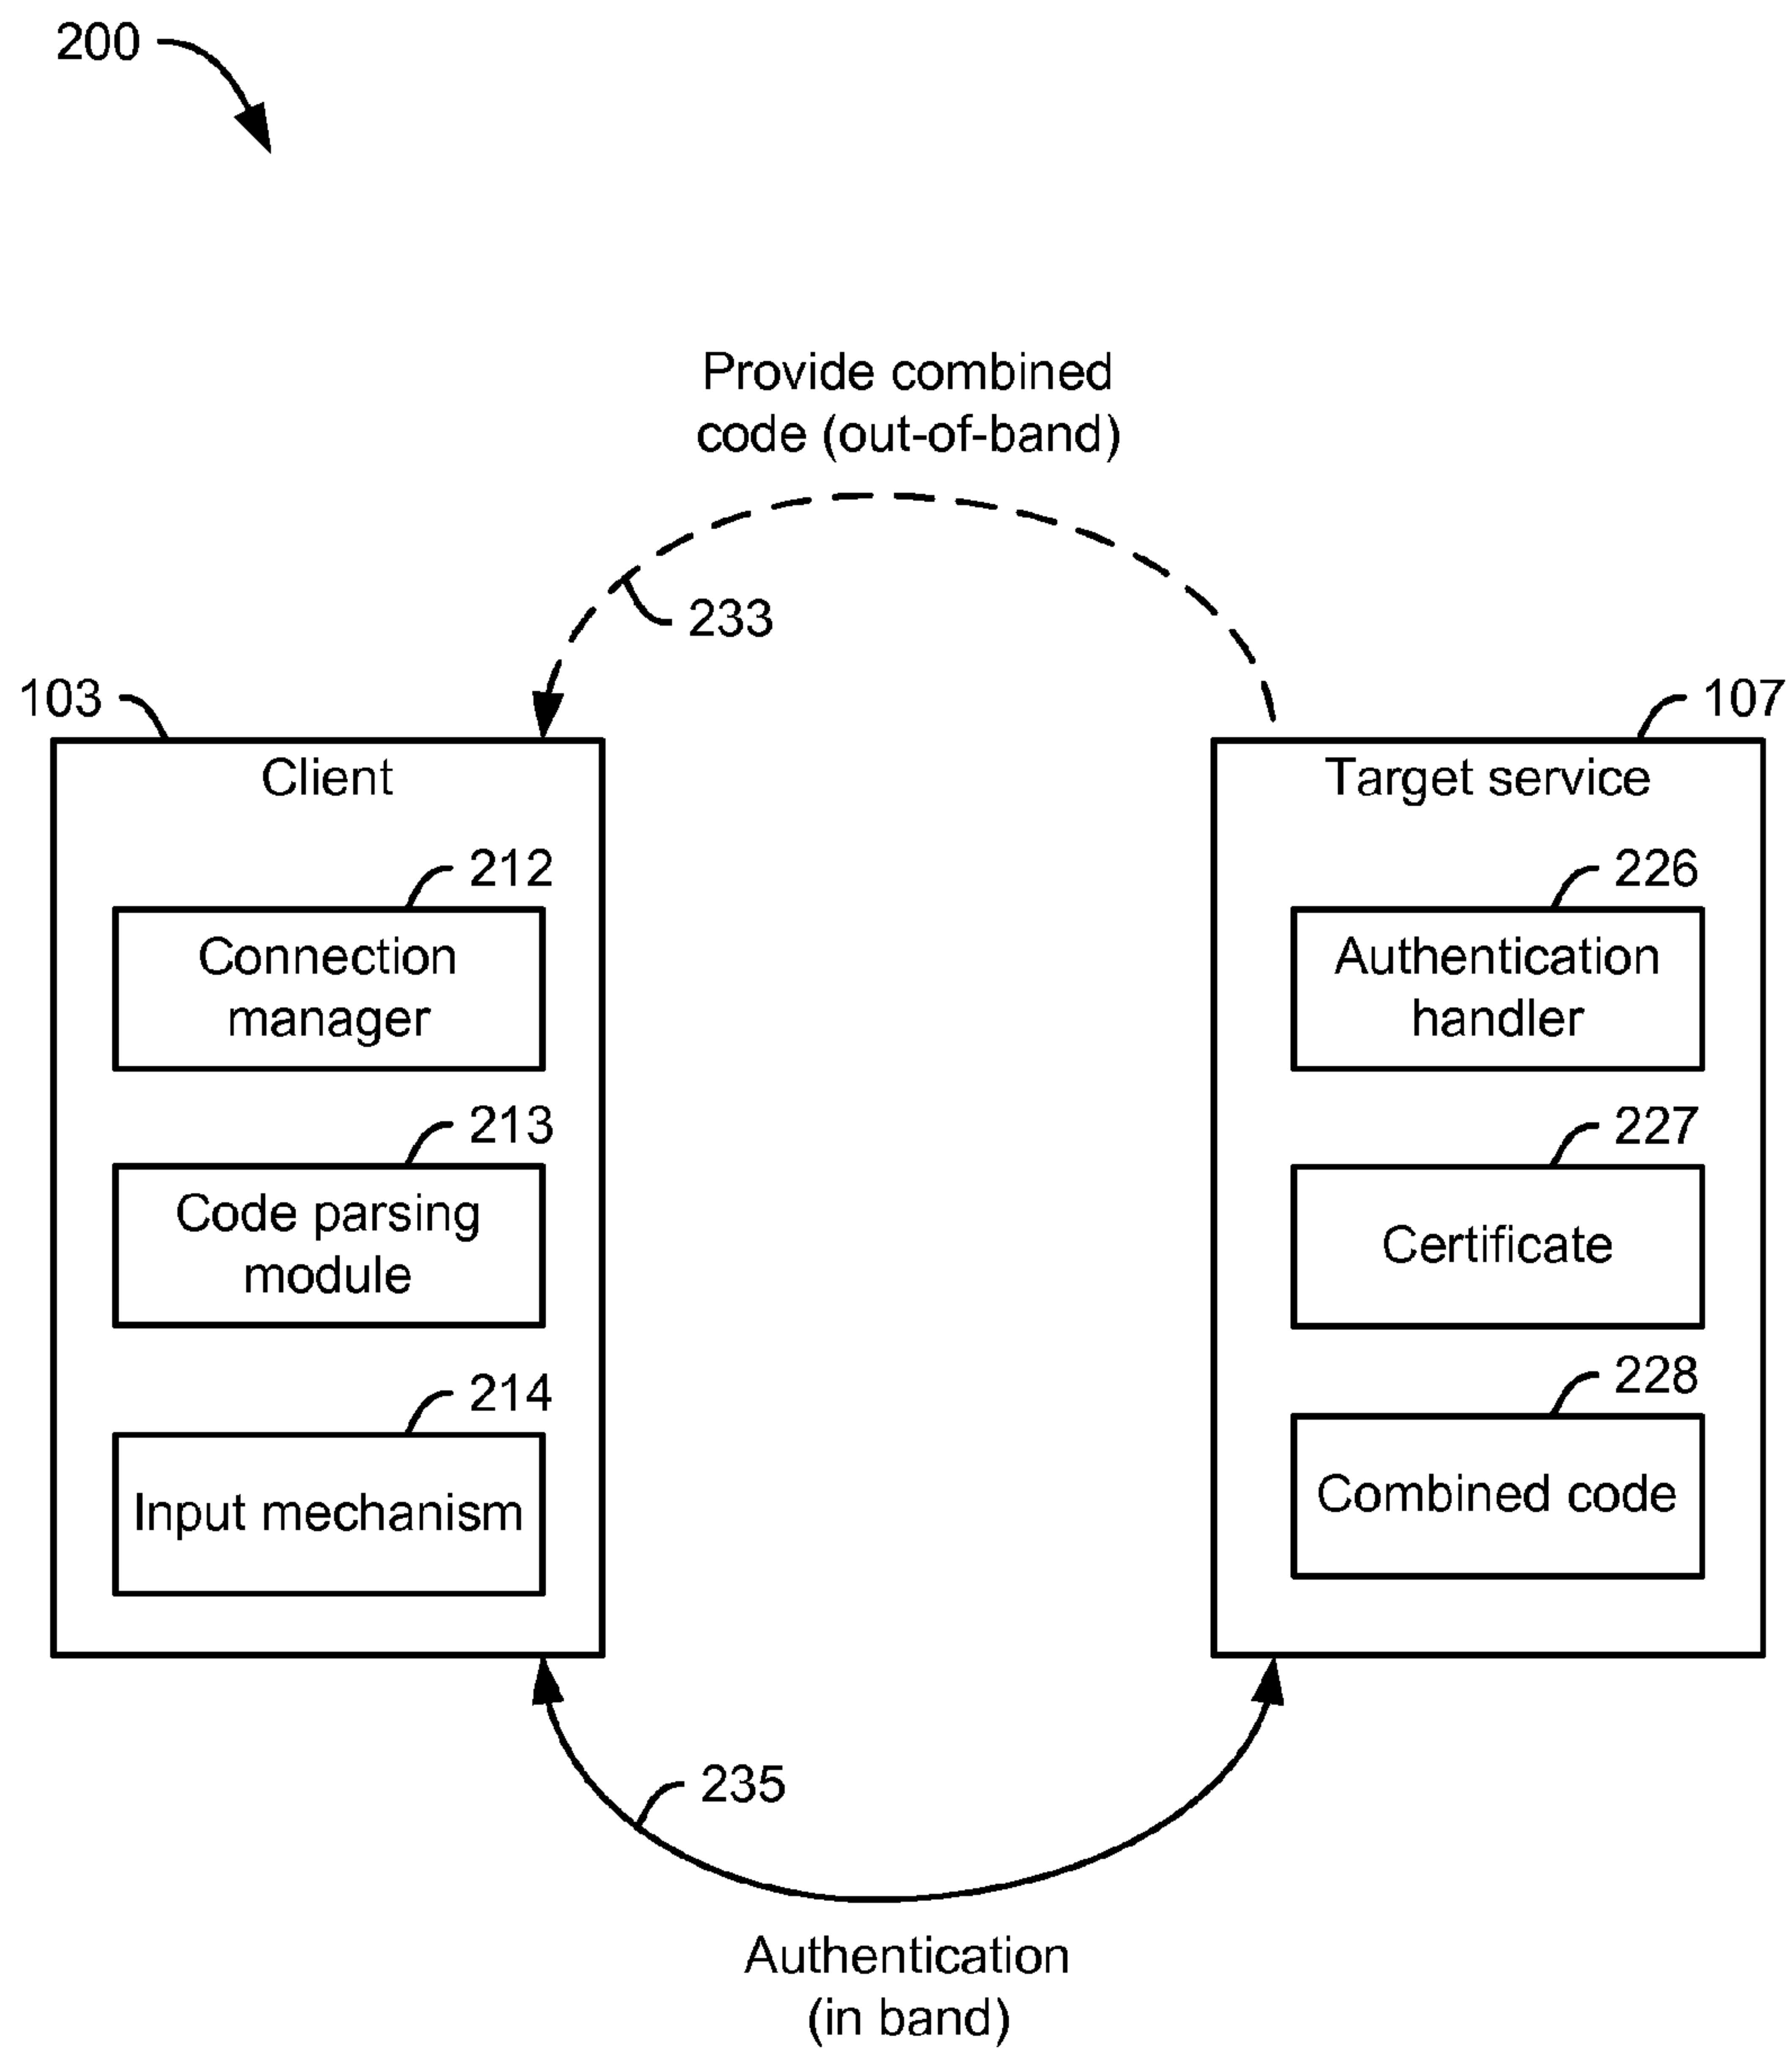 200
Provide combined
code (out-of-band)
233
103
107
Client
Target service
212
226
Connection
manager
Authentication
handler
213
227
Code parsing
module
Certificate
214
228
Input mechanism
Combined code
235
Authentication
(in band)